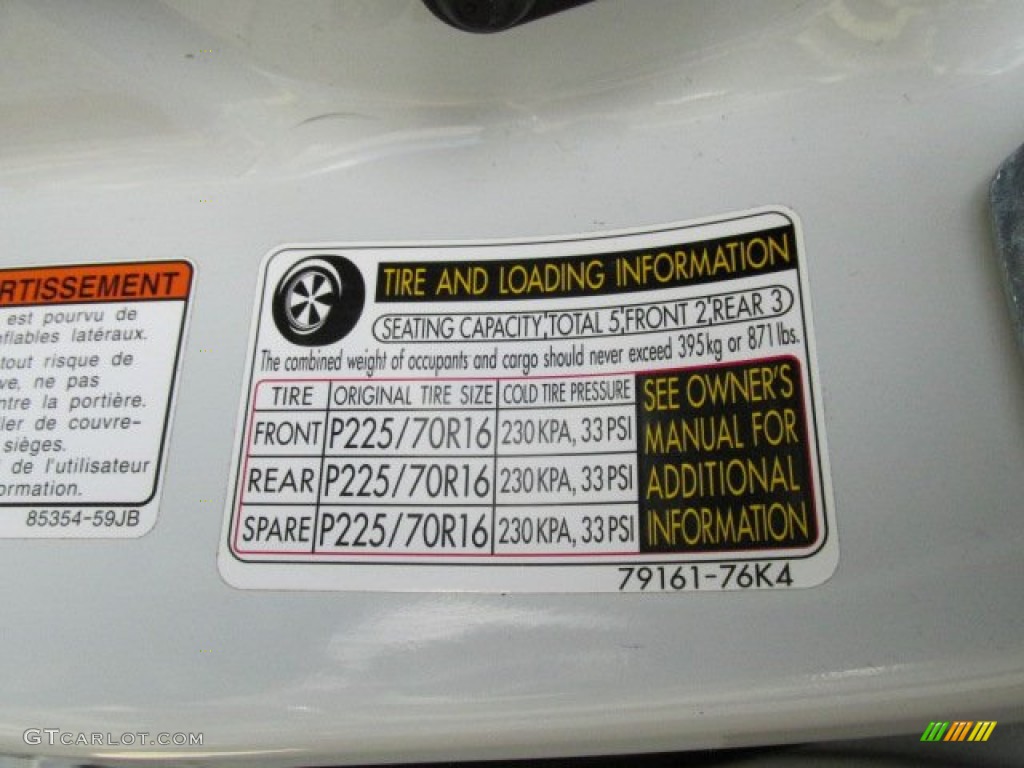 RTISSEMENT
est pourvu de
nflables latéraux.
tout risque de
ve, ne pas
ntre la portière.
ller de couvre-
sièges.
de l'utilisateur
ormation.
85354-59JB
TIRE AND LOADING INFORMATION
SEATING CAPACITY,TOTAL 5,FRONT 2,REAR 3
The combined weight of occupants and cargo should never exceed 395kg or 871 lbs.
TIRE ORIGINAL TIRE SIZE COLD TIRE PRESSURE
FRONT P225/70R16 230 KPA, 33 PSI
REAR P225/70R16 230 KPA, 33 PSI
SPARE P225/70R16 230 KPA, 33 PSI
SEE OWNER'S
MANUAL FOR
ADDITIONAL
INFORMATION
79161-76K4
GTCARLOT.COM